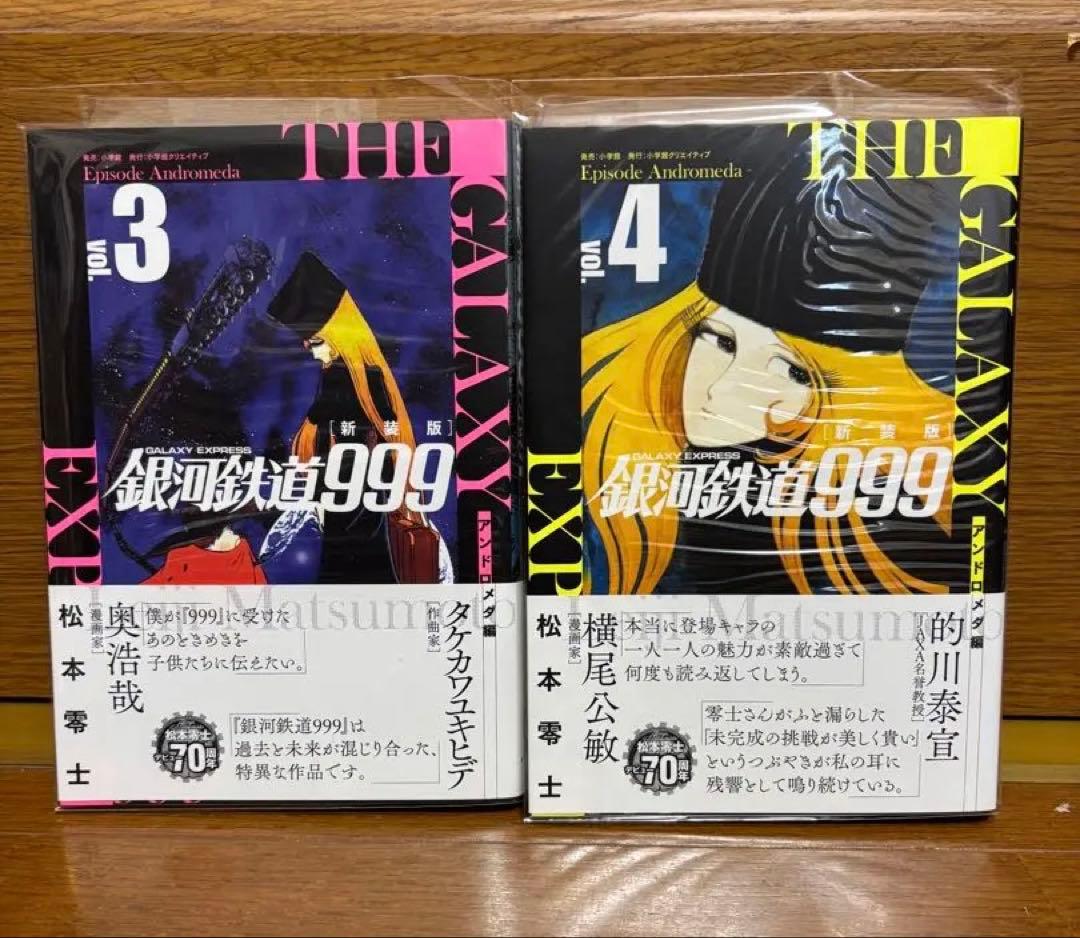 発売:小学館 発行:小学館クリエイティブ
Episode Andromeda
THE
GALAXY
EXP
vol.
3
[新装版]
GALAXY EXPRESS
銀河鉄道999
アンドロメダ編
Matsumoto
松本零士
タケカワユキヒデ
[作曲家]
僕が『999』に受けた
あのときめきを
子供たちに伝えたい。
奥浩哉
[漫画家]
『銀河鉄道999』は
過去と未来が混じり合った、
特異な作品です。
松本零士
デビュー
70周年
発売:小学館 発行:小学館クリエイティブ
Episode Andromeda
THE
GALAXY
EXP
vol.
4
[新装版]
GALAXY EXPRESS
銀河鉄道999
アンドロメダ編
Matsumoto
松本零士
的川泰宣
[JAXA名誉教授]
本当に登場キャラの
一人一人の魅力が素敵過ぎて
何度も読み返してしまう。
横尾公敏
[漫画家]
零士さんがふと漏らした
「未完成の挑戦が美しく貴い」
というつぶやきが私の耳に
残響として鳴り続けている。
松本零士
デビュー
70周年